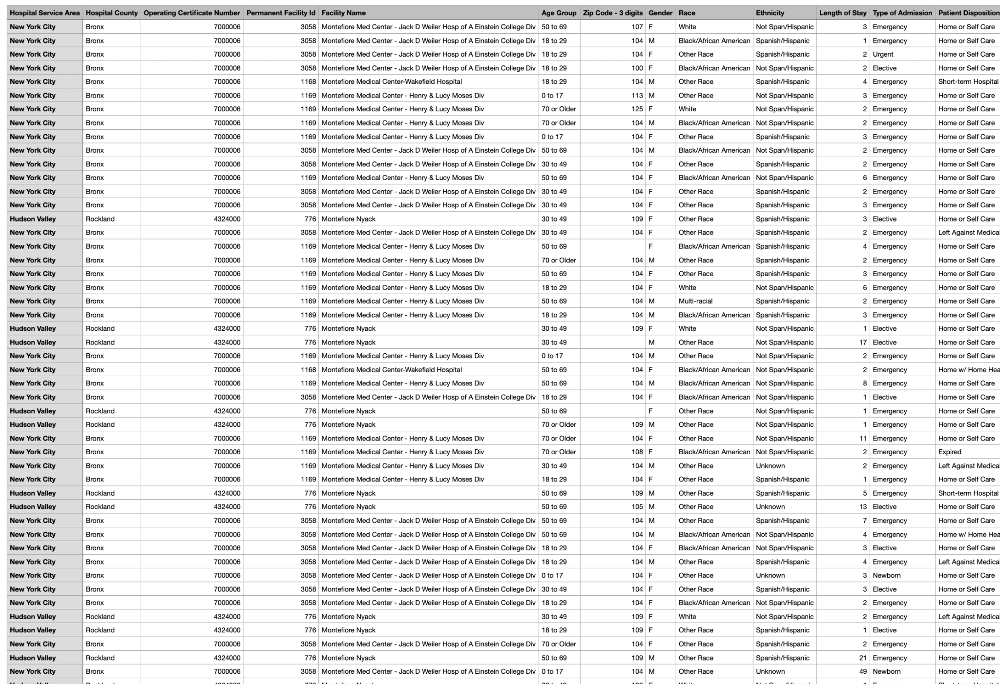 Hospital Service Area Hospital County Operating Certificate Number Permanent Facility Id Facility Name Age Group Zip Code - 3 digits Gender Race Ethnicity Length of Stay Type of Admission Patient Disposition
New York City Bronx 7000006 3058 Montefiore Med Center - Jack D Weiler Hosp of A Einstein College Div 50 to 69 107 F White Not Span/Hispanic 3 Emergency Home or Self Care
New York City Bronx 7000006 3058 Montefiore Med Center - Jack D Weiler Hosp of A Einstein College Div 18 to 29 104 M Black/African American Spanish/Hispanic 1 Emergency Home or Self Care
New York City Bronx 7000006 3058 Montefiore Med Center - Jack D Weiler Hosp of A Einstein College Div 18 to 29 104 F Other Race Spanish/Hispanic 2 Urgent Home or Self Care
New York City Bronx 7000006 3058 Montefiore Med Center - Jack D Weiler Hosp of A Einstein College Div 18 to 29 100 F Black/African American Not Span/Hispanic 2 Elective Home or Self Care
New York City Bronx 7000006 1168 Montefiore Medical Center-Wakefield Hospital 18 to 29 104 M Other Race Spanish/Hispanic 4 Emergency Short-term Hospital
New York City Bronx 7000006 1169 Montefiore Medical Center - Henry & Lucy Moses Div 0 to 17 113 M Other Race Not Span/Hispanic 3 Emergency Home or Self Care
New York City Bronx 7000006 1169 Montefiore Medical Center - Henry & Lucy Moses Div 70 or Older 125 F White Not Span/Hispanic 2 Emergency Home or Self Care
New York City Bronx 7000006 1169 Montefiore Medical Center - Henry & Lucy Moses Div 70 or Older 104 M Black/African American Not Span/Hispanic 2 Emergency Home or Self Care
New York City Bronx 7000006 1169 Montefiore Medical Center - Henry & Lucy Moses Div 0 to 17 104 F Other Race Spanish/Hispanic 3 Emergency Home or Self Care
New York City Bronx 7000006 3058 Montefiore Med Center - Jack D Weiler Hosp of A Einstein College Div 50 to 69 104 M Black/African American Not Span/Hispanic 2 Emergency Home or Self Care
New York City Bronx 7000006 3058 Montefiore Med Center - Jack D Weiler Hosp of A Einstein College Div 30 to 49 104 F Other Race Spanish/Hispanic 2 Emergency Home or Self Care
New York City Bronx 7000006 1169 Montefiore Medical Center - Henry & Lucy Moses Div 50 to 69 104 F Black/African American Not Span/Hispanic 6 Emergency Home or Self Care
New York City Bronx 7000006 3058 Montefiore Med Center - Jack D Weiler Hosp of A Einstein College Div 30 to 49 104 F Other Race Spanish/Hispanic 2 Emergency Home or Self Care
New York City Bronx 7000006 3058 Montefiore Med Center - Jack D Weiler Hosp of A Einstein College Div 30 to 49 104 F Other Race Spanish/Hispanic 3 Emergency Home or Self Care
Hudson Valley Rockland 4324000 776 Montefiore Nyack 30 to 49 109 F Other Race Spanish/Hispanic 3 Elective Home or Self Care
New York City Bronx 7000006 3058 Montefiore Med Center - Jack D Weiler Hosp of A Einstein College Div 30 to 49 104 F Other Race Spanish/Hispanic 2 Emergency Left Against Medical
New York City Bronx 7000006 1169 Montefiore Medical Center - Henry & Lucy Moses Div 50 to 69 F Black/African American Spanish/Hispanic 4 Emergency Home or Self Care
New York City Bronx 7000006 1169 Montefiore Medical Center - Henry & Lucy Moses Div 70 or Older 104 M Other Race Spanish/Hispanic 2 Emergency Home or Self Care
New York City Bronx 7000006 1169 Montefiore Medical Center - Henry & Lucy Moses Div 50 to 69 104 F Other Race Spanish/Hispanic 3 Emergency Home or Self Care
New York City Bronx 7000006 1169 Montefiore Medical Center - Henry & Lucy Moses Div 18 to 29 104 F White Not Span/Hispanic 6 Emergency Home or Self Care
New York City Bronx 7000006 1169 Montefiore Medical Center - Henry & Lucy Moses Div 50 to 69 104 M Multi-racial Spanish/Hispanic 2 Emergency Home or Self Care
New York City Bronx 7000006 1169 Montefiore Medical Center - Henry & Lucy Moses Div 18 to 29 104 M Black/African American Spanish/Hispanic 3 Emergency Home or Self Care
Hudson Valley Rockland 4324000 776 Montefiore Nyack 30 to 49 109 F White Not Span/Hispanic 1 Elective Home or Self Care
Hudson Valley Rockland 4324000 776 Montefiore Nyack 30 to 49 M Other Race Not Span/Hispanic 17 Elective Home or Self Care
New York City Bronx 7000006 1169 Montefiore Medical Center - Henry & Lucy Moses Div 0 to 17 104 M Other Race Not Span/Hispanic 2 Emergency Home or Self Care
New York City Bronx 7000006 1168 Montefiore Medical Center-Wakefield Hospital 50 to 69 104 F Black/African American Not Span/Hispanic 2 Emergency Home w/ Home Hea
New York City Bronx 7000006 1169 Montefiore Medical Center - Henry & Lucy Moses Div 50 to 69 104 M Black/African American Not Span/Hispanic 8 Emergency Home or Self Care
New York City Bronx 7000006 3058 Montefiore Med Center - Jack D Weiler Hosp of A Einstein College Div 18 to 29 104 F Black/African American Not Span/Hispanic 1 Elective Home or Self Care
Hudson Valley Rockland 4324000 776 Montefiore Nyack 50 to 69 F Other Race Not Span/Hispanic 1 Emergency Home or Self Care
Hudson Valley Rockland 4324000 776 Montefiore Nyack 70 or Older 109 M Other Race Not Span/Hispanic 1 Emergency Home or Self Care
New York City Bronx 7000006 1169 Montefiore Medical Center - Henry & Lucy Moses Div 70 or Older 104 F Other Race Not Span/Hispanic 11 Emergency Home or Self Care
New York City Bronx 7000006 1169 Montefiore Medical Center - Henry & Lucy Moses Div 70 or Older 108 F Black/African American Not Span/Hispanic 2 Emergency Expired
New York City Bronx 7000006 1169 Montefiore Medical Center - Henry & Lucy Moses Div 30 to 49 104 M Other Race Unknown 2 Emergency Left Against Medical
New York City Bronx 7000006 1169 Montefiore Medical Center - Henry & Lucy Moses Div 18 to 29 104 F Other Race Spanish/Hispanic 1 Emergency Home or Self Care
Hudson Valley Rockland 4324000 776 Montefiore Nyack 50 to 69 109 M Other Race Spanish/Hispanic 5 Emergency Short-term Hospital
Hudson Valley Rockland 4324000 776 Montefiore Nyack 50 to 69 105 M Other Race Unknown 13 Elective Home or Self Care
New York City Bronx 7000006 3058 Montefiore Med Center - Jack D Weiler Hosp of A Einstein College Div 50 to 69 104 M Other Race Spanish/Hispanic 7 Emergency Home or Self Care
New York City Bronx 7000006 3058 Montefiore Med Center - Jack D Weiler Hosp of A Einstein College Div 50 to 69 104 M Black/African American Not Span/Hispanic 4 Emergency Home w/ Home Hea
New York City Bronx 7000006 3058 Montefiore Med Center - Jack D Weiler Hosp of A Einstein College Div 18 to 29 104 F Black/African American Not Span/Hispanic 3 Elective Home or Self Care
New York City Bronx 7000006 3058 Montefiore Med Center - Jack D Weiler Hosp of A Einstein College Div 18 to 29 104 M Other Race Spanish/Hispanic 4 Emergency Left Against Medical
New York City Bronx 7000006 3058 Montefiore Med Center - Jack D Weiler Hosp of A Einstein College Div 0 to 17 104 F Other Race Unknown 3 Newborn Home or Self Care
New York City Bronx 7000006 3058 Montefiore Med Center - Jack D Weiler Hosp of A Einstein College Div 30 to 49 104 F Other Race Spanish/Hispanic 3 Elective Home or Self Care
New York City Bronx 7000006 3058 Montefiore Med Center - Jack D Weiler Hosp of A Einstein College Div 18 to 29 104 F Black/African American Not Span/Hispanic 2 Emergency Home or Self Care
Hudson Valley Rockland 4324000 776 Montefiore Nyack 30 to 49 109 F White Not Span/Hispanic 2 Emergency Left Against Medical
Hudson Valley Rockland 4324000 776 Montefiore Nyack 18 to 29 109 F Other Race Spanish/Hispanic 1 Elective Home or Self Care
New York City Bronx 7000006 3058 Montefiore Med Center - Jack D Weiler Hosp of A Einstein College Div 70 or Older 104 F Other Race Spanish/Hispanic 2 Emergency Home or Self Care
Hudson Valley Rockland 4324000 776 Montefiore Nyack 50 to 69 109 M Other Race Spanish/Hispanic 21 Emergency Home or Self Care
New York City Bronx 7000006 3058 Montefiore Med Center - Jack D Weiler Hosp of A Einstein College Div 0 to 17 104 M Other Race Unknown 49 Newborn Home or Self Care